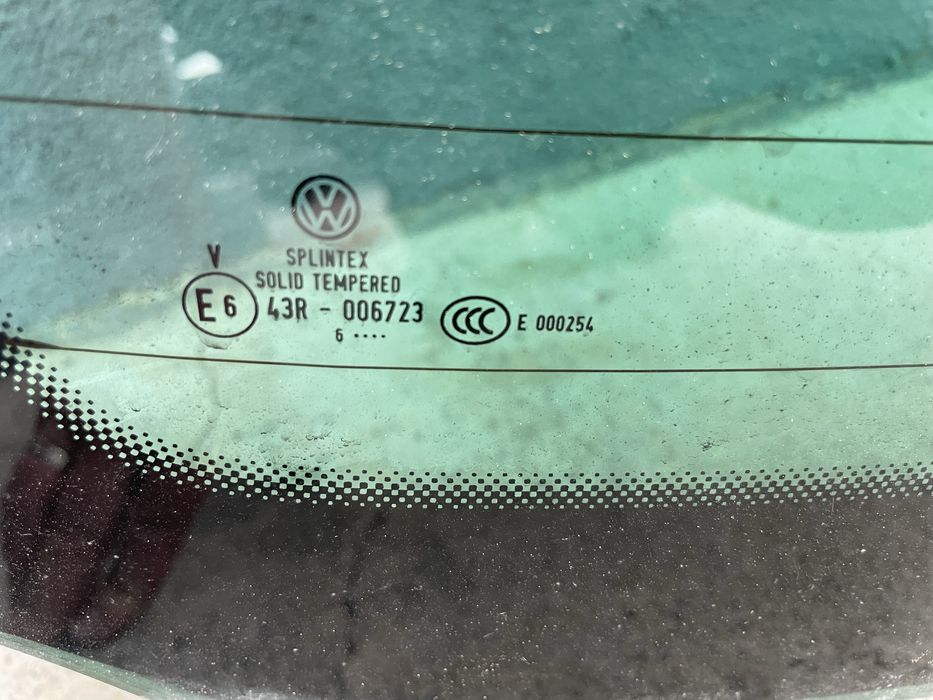 SPLINTEX
V
SOLID TEMPERED
E6 43R - 006723
CCC E 000254
6 ••••